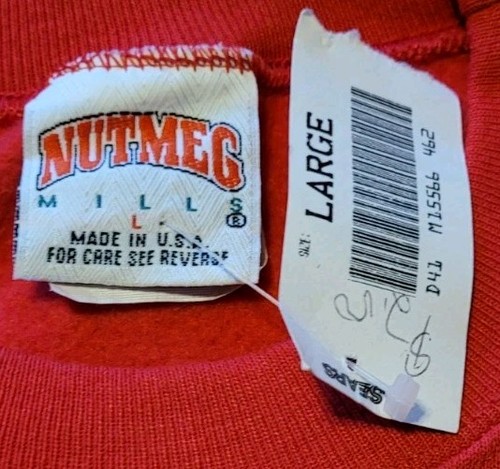 NUTMEG
MILLS®
L
MADE IN U.S.A.
FOR CARE SEE REVERSE
SIZE: LARGE
D41 M15566 462
SEARS